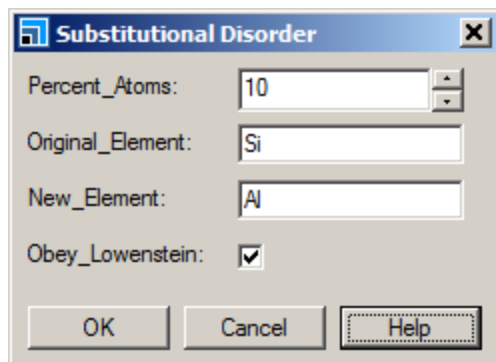 Substitutional Disorder
Percent_Atoms: 10
Original_Element: Si
New_Element: Al
Obey_Lowenstein:
OK Cancel Help